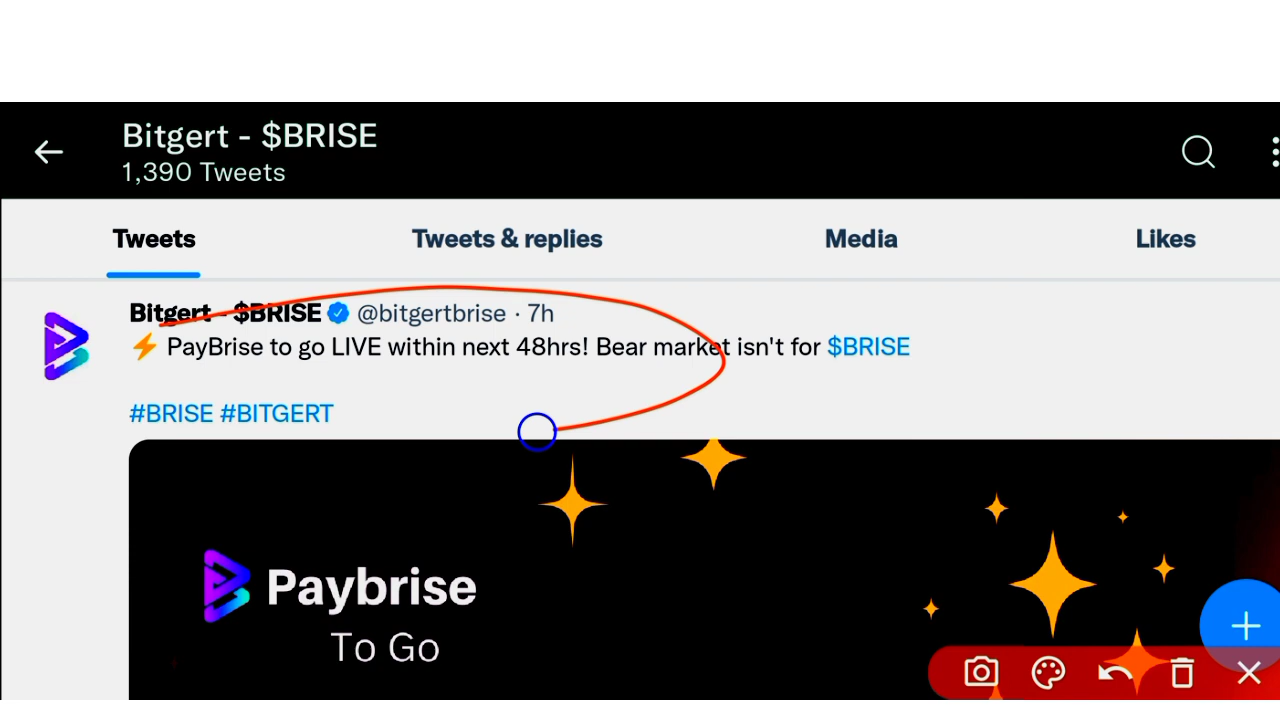 Bitgert - $BRISE
1,390 Tweets
Tweets Tweets & replies Media Likes
Bitgert - $BRISE @bitgertbrise · 7h
⚡ PayBrise to go LIVE within next 48hrs! Bear market isn't for $BRISE
#BRISE #BITGERT
Paybrise
To Go